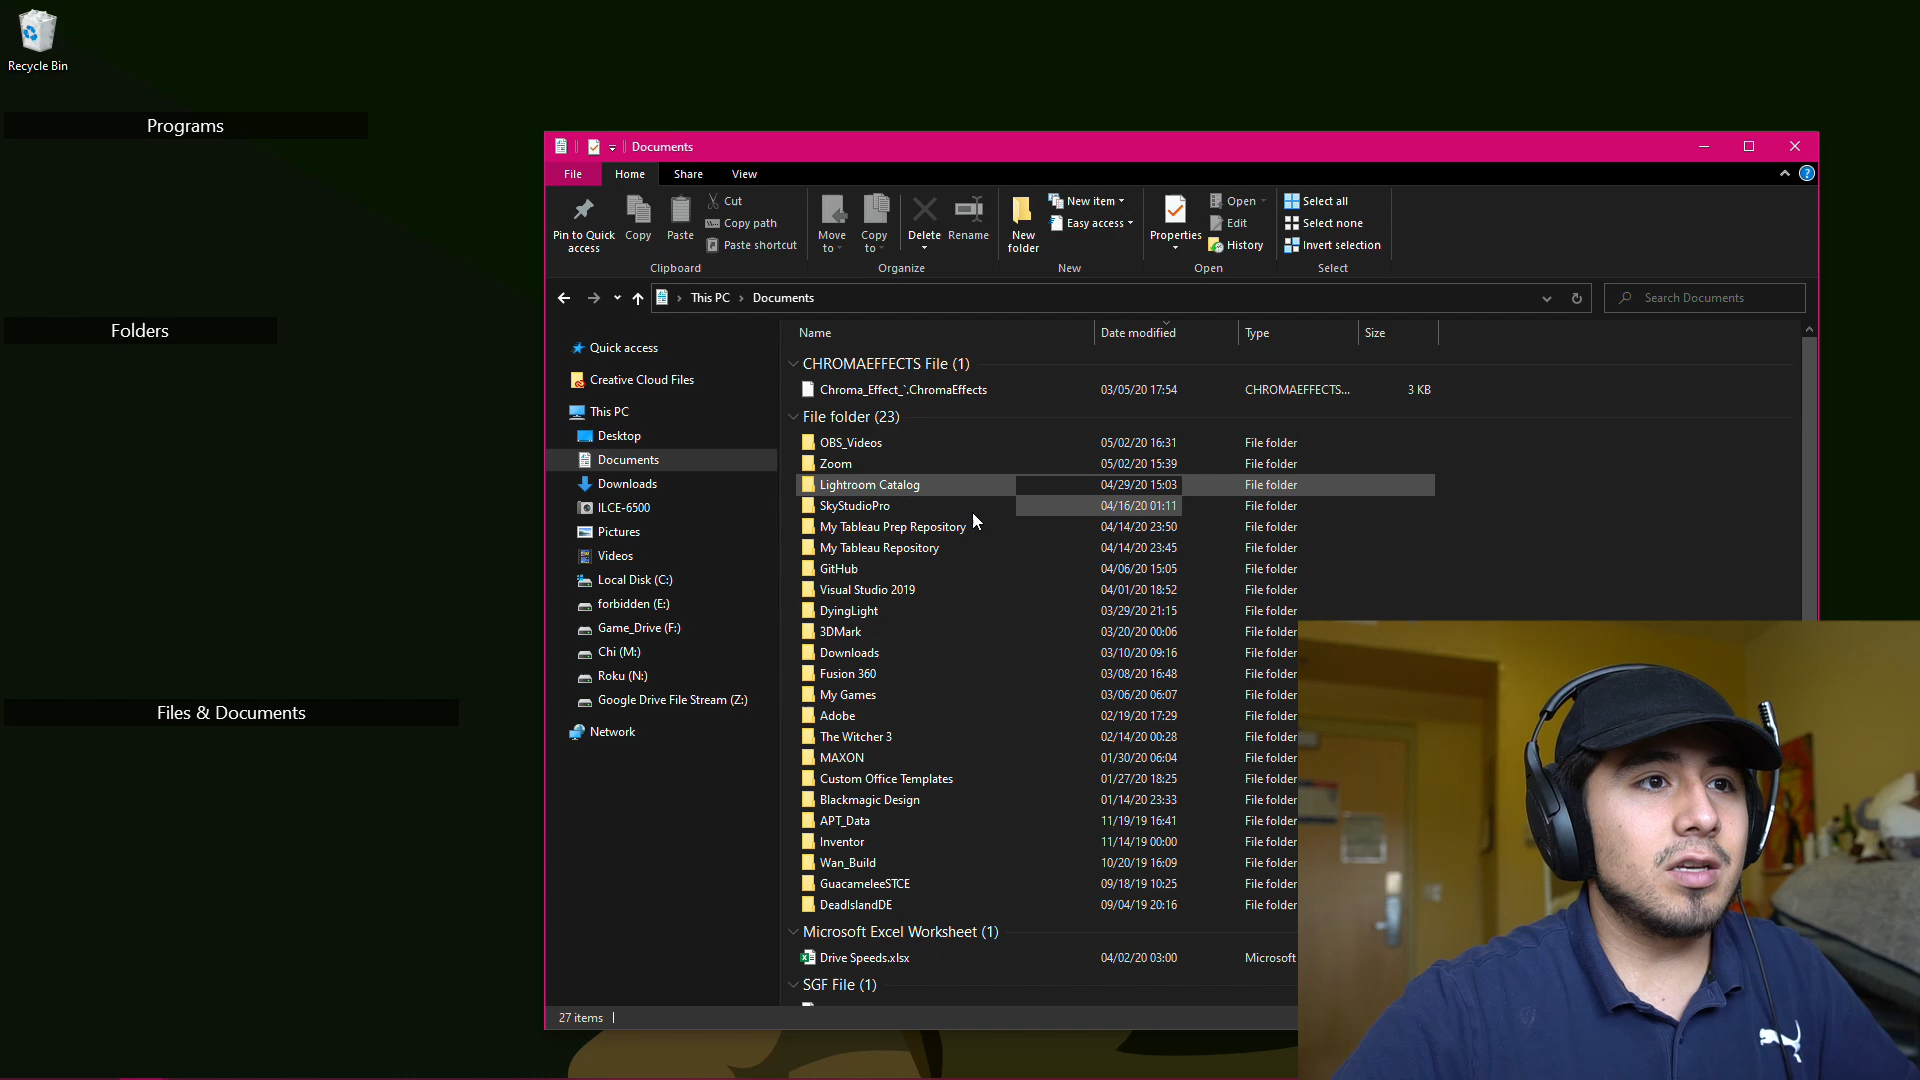 Recycle Bin
Programs
Folders
Files & Documents
Documents
File Home Share View
Pin to Quick access
Copy
Paste
Cut
Copy path
Paste shortcut
Clipboard
Move to
Copy to
Delete
Rename
Organize
New folder
New item
Easy access
New
Properties
Open
Edit
History
Open
Select all
Select none
Invert selection
Select
This PC > Documents
Search Documents
Quick access
Creative Cloud Files
This PC
Desktop
Documents
Downloads
ILCE-6500
Pictures
Videos
Local Disk (C:)
forbidden (E:)
Game_Drive (F:)
Chi (M:)
Roku (N:)
Google Drive File Stream (Z:)
Network
Name Date modified Type Size
CHROMAEFFECTS File (1)
Chroma_Effect_`.ChromaEffects 03/05/20 17:54 CHROMAEFFECTS... 3 KB
File folder (23)
OBS_Videos 05/02/20 16:31 File folder
Zoom 05/02/20 15:39 File folder
Lightroom Catalog 04/29/20 15:03 File folder
SkyStudioPro 04/16/20 01:11 File folder
My Tableau Prep Repository 04/14/20 23:50 File folder
My Tableau Repository 04/14/20 23:45 File folder
GitHub 04/06/20 15:05 File folder
Visual Studio 2019 04/01/20 18:52 File folder
DyingLight 03/29/20 21:15 File folder
3DMark 03/20/20 00:06 File folder
Downloads 03/10/20 09:16 File folder
Fusion 360 03/08/20 16:48 File folder
My Games 03/06/20 06:07 File folder
Adobe 02/19/20 17:29 File folder
The Witcher 3 02/14/20 00:28 File folder
MAXON 01/30/20 06:04 File folder
Custom Office Templates 01/27/20 18:25 File folder
Blackmagic Design 01/14/20 23:33 File folder
APT_Data 11/19/19 16:41 File folder
Inventor 11/14/19 00:00 File folder
Wan_Build 10/20/19 16:09 File folder
GuacameleeSTCE 09/18/19 10:25 File folder
DeadIslandDE 09/04/19 20:16 File folder
Microsoft Excel Worksheet (1)
Drive Speeds.xlsx 04/02/20 03:00 Microsoft
SGF File (1)
27 items